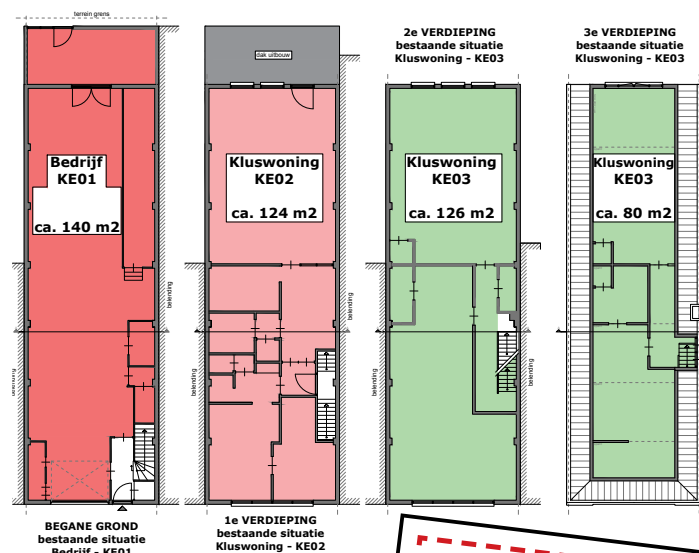 terrein grens
Bedrijf
KE01
ca. 140 m2
belending
BEGANE GROND
bestaande situatie
Bedrijf - KE01
dak uitbouw
Kluswoning
KE02
ca. 124 m2
belending
1e VERDIEPING
bestaande situatie
Kluswoning - KE02
2e VERDIEPING
bestaande situatie
Kluswoning - KE03
Kluswoning
KE03
ca. 126 m2
belending
3e VERDIEPING
bestaande situatie
Kluswoning - KE03
Kluswoning
KE03
ca. 80 m2